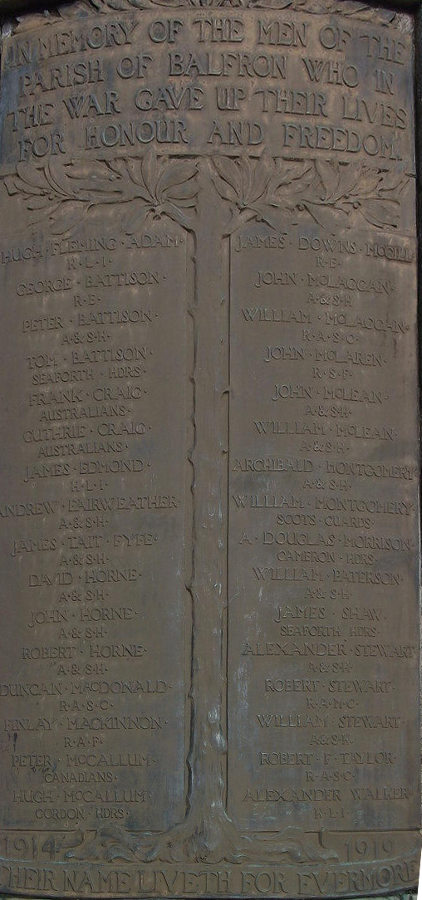 IN MEMORY OF THE MEN OF THE
PARISH OF BALFRON WHO IN
THE WAR GAVE UP THEIR LIVES
FOR HONOUR AND FREEDOM.
HUGH · FLEMING · ADAM ·
R · L · I ·
GEORGE · BATTISON ·
R · E ·
PETER · BATTISON ·
A · & S · H ·
TOM · BATTISON ·
SEAFORTH · HDRS ·
FRANK · CRAIG ·
AUSTRALIANS ·
GUTHRIE · CRAIG ·
AUSTRALIANS ·
JAMES · EDMOND ·
H · L · I ·
ANDREW · FAIRWEATHER ·
A · & S · H ·
JAMES · TAIT · FYFE ·
A · & S · H ·
DAVID · HORNE ·
A · & S · H ·
JOHN · HORNE ·
A · & S · H ·
ROBERT · HORNE ·
A · & S · H ·
DUNCAN · MACDONALD ·
R · A · S · C ·
FINLAY · MACKINNON ·
R · A · F ·
PETER · McCALLUM ·
CANADIANS ·
HUGH · McCALLUM ·
GORDON · HDRS ·
JAMES · DOWNS ·
R · E ·
JOHN · McLAGGAN ·
A · & S · H
WILLIAM · McLAGGAN ·
R · A · S · C ·
JOHN · McLAREN ·
R · S · F ·
JOHN · McLEAN ·
A · & S · H
WILLIAM · McLEAN ·
A · & S · H ·
ARCHIBALD · MONTGOMERY
A · & S · H ·
WILLIAM · MONTGOMERY
SCOTS · GUARDS ·
A · DOUGLAS · MORRISON
CAMERON · HDRS ·
WILLIAM · PATERSON ·
A · & S · H
JAMES · SHAW
SEAFORTH · HDRS ·
ALEXANDER · STEWART
A · & S · H ·
ROBERT · STEWART ·
R · A · M · C ·
WILLIAM · STEWART
A · & S · H ·
ROBERT · F · TAYLOR
R · A · S · C ·
ALEXANDER · WALKER
H · L · I
1914 1919
THEIR NAME LIVETH FOR EVERMORE